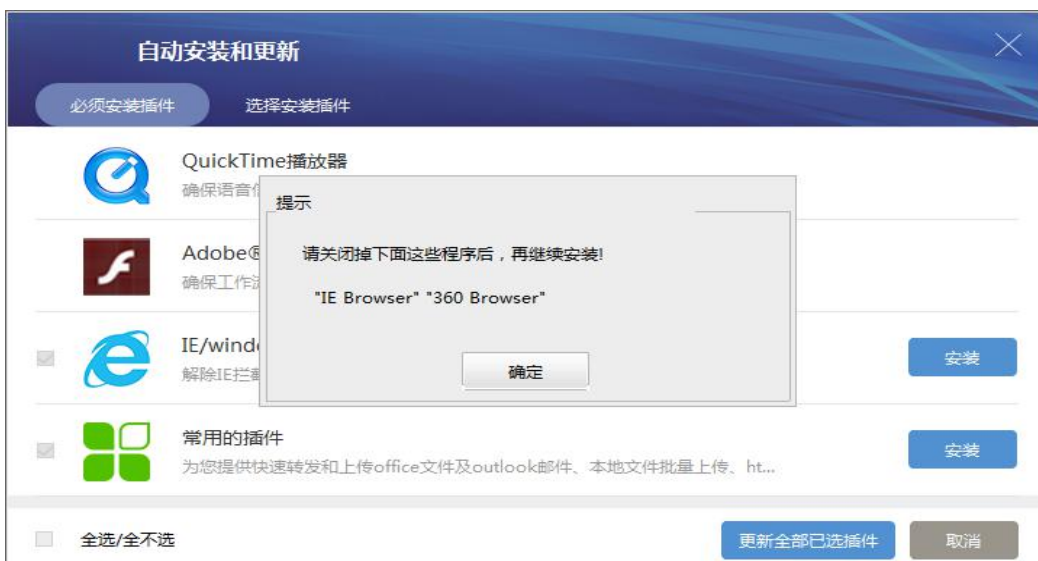 自动安装和更新
必须安装插件
选择安装插件
QuickTime播放器
确保语音信
Adobe®
确保工作流
IE/windo
解除IE拦截
安装
常用的插件
为您提供快速转发和上传office文件及outlook邮件、本地文件批量上传、ht...
安装
提示
请关闭掉下面这些程序后，再继续安装!
"IE Browser" "360 Browser"
确定
全选/全不选
更新全部已选插件
取消